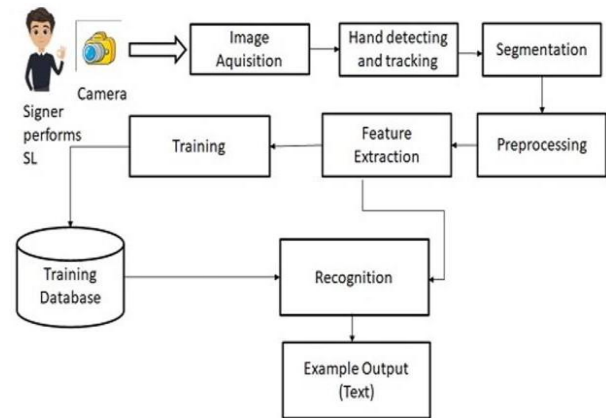 Image
Aquisition
Hand detecting
and tracking
Segmentation
Camera
Signer
performs
SL
Training
Feature
Extraction
Preprocessing
Training
Database
Recognition
Example Output
(Text)